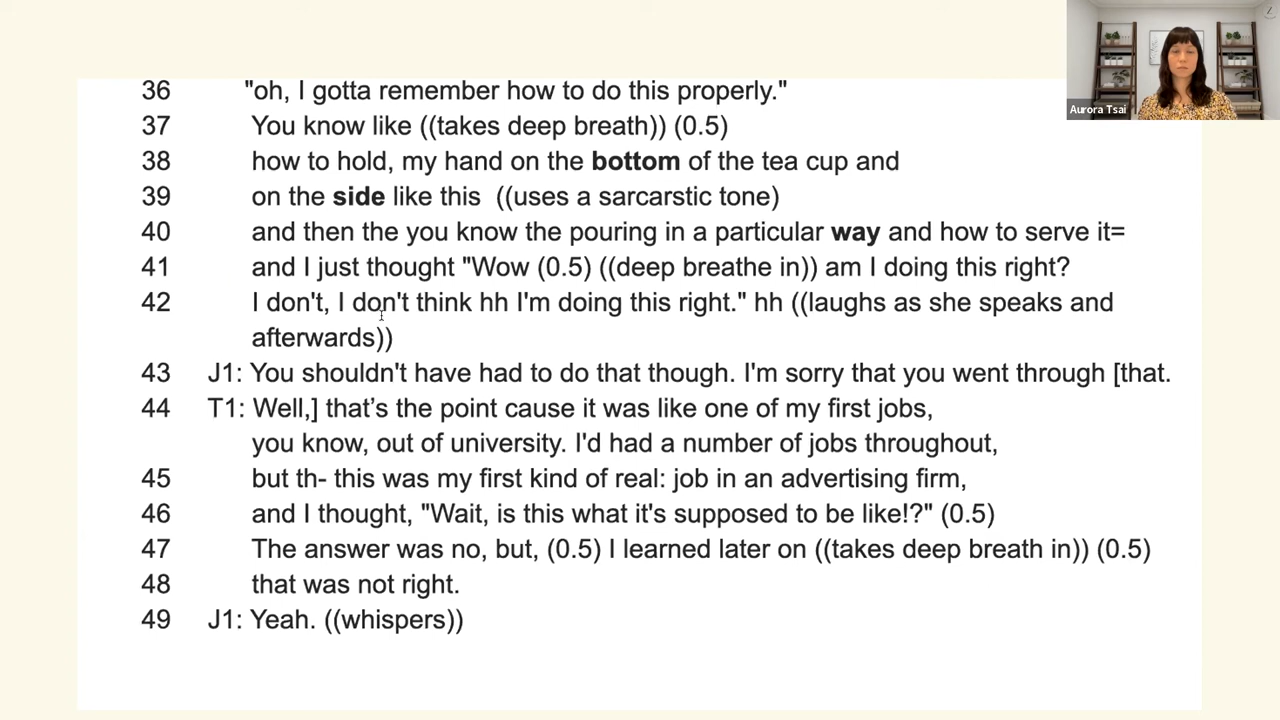 Aurora Tsai
36 "oh, I gotta remember how to do this properly."
37 You know like ((takes deep breath)) (0.5)
38 how to hold, my hand on the bottom of the tea cup and
39 on the side like this ((uses a sarcarstic tone)
40 and then the you know the pouring in a particular way and how to serve it=
41 and I just thought "Wow (0.5) ((deep breathe in)) am I doing this right?
42 I don't, I don't think hh I'm doing this right." hh ((laughs as she speaks and
afterwards))
43 J1: You shouldn't have had to do that though. I'm sorry that you went through [that.
44 T1: Well,] that's the point cause it was like one of my first jobs,
you know, out of university. I'd had a number of jobs throughout,
45 but th- this was my first kind of real: job in an advertising firm,
46 and I thought, "Wait, is this what it's supposed to be like!?" (0.5)
47 The answer was no, but, (0.5) I learned later on ((takes deep breath in)) (0.5)
48 that was not right.
49 J1: Yeah. ((whispers))